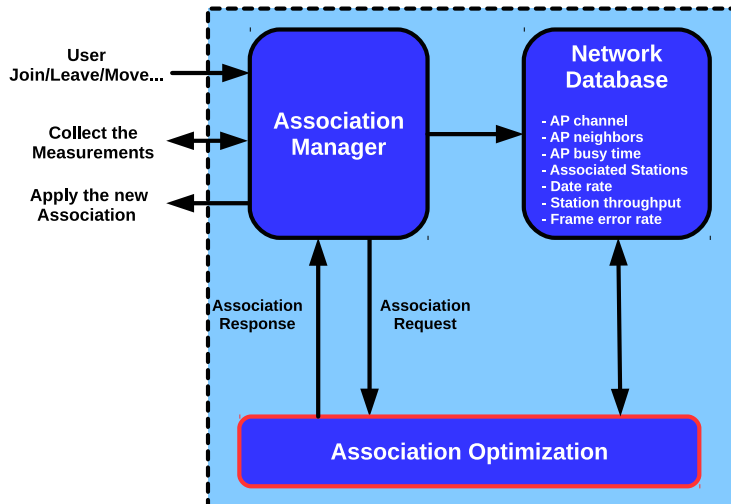 User
Join/Leave/Move...
Collect the
Measurements
Apply the new
Association
Association
Manager
Network
Database
- AP channel
- AP neighbors
- AP busy time
- Associated Stations
- Date rate
- Station throughput
- Frame error rate
Association
Response
Association
Request
Association Optimization